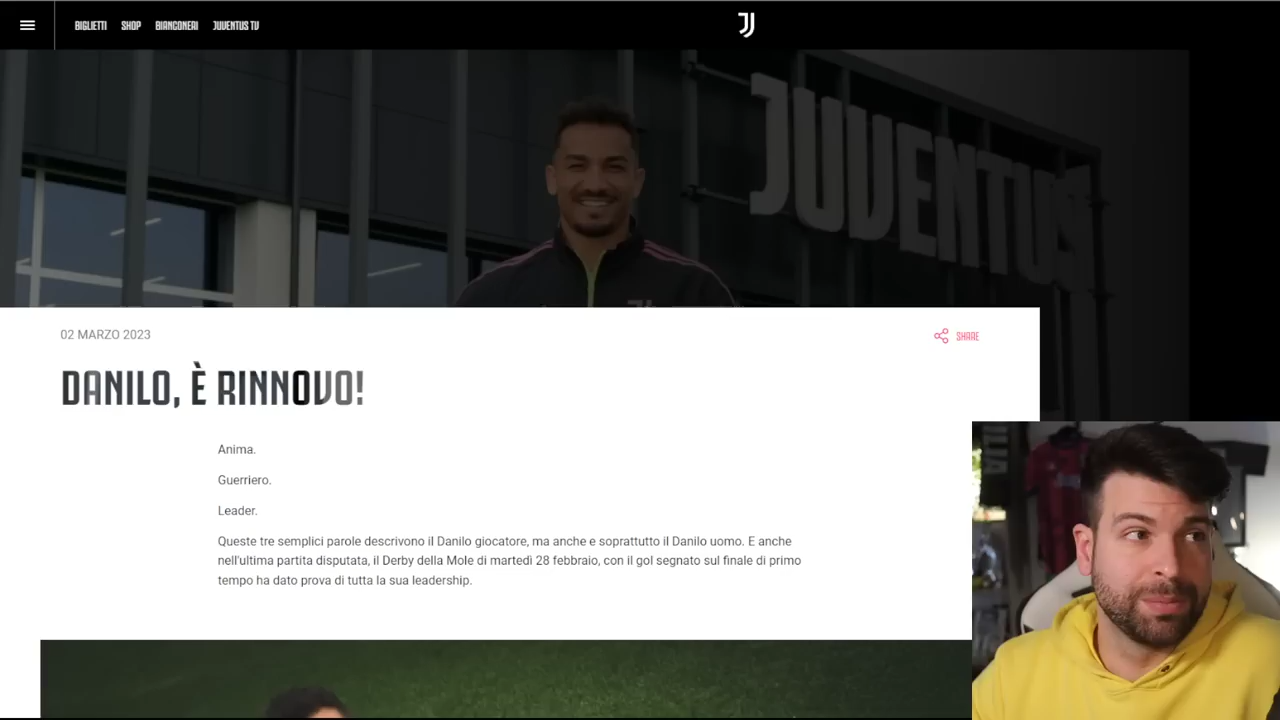 BIGLIETTI SHOP BIANCONERI JUVENTUS TV
JUVENTUS
02 MARZO 2023
SHARE
DANILO, È RINNOVO!
Anima.
Guerriero.
Leader.
Queste tre semplici parole descrivono il Danilo giocatore, ma anche e soprattutto il Danilo uomo. E anche
nell'ultima partita disputata, il Derby della Mole di martedì 28 febbraio, con il gol segnato sul finale di primo
tempo ha dato prova di tutta la sua leadership.